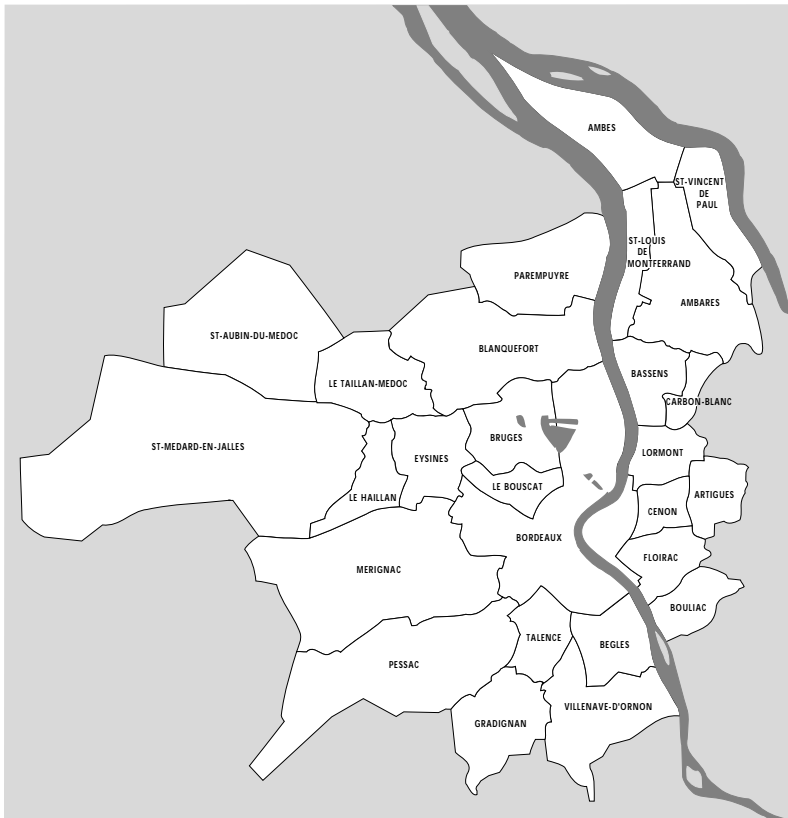 AMBES
ST-VINCENT
DE
PAUL
ST-LOUIS
DE
MONTFERRAND
PAREMPUYRE
AMBARES
ST-AUBIN-DU-MEDOC
BLANQUEFORT
BASSENS
LE TAILLAN-MEDOC
CARBON-BLANC
BRUGES
ST-MEDARD-EN-JALLES
LORMONT
EYSINES
LE BOUSCAT
LE HAILLAN
ARTIGUES
CENON
BORDEAUX
FLOIRAC
MERIGNAC
BOULIAC
TALENCE
BEGLES
PESSAC
VILLENAVE-D'ORNON
GRADIGNAN